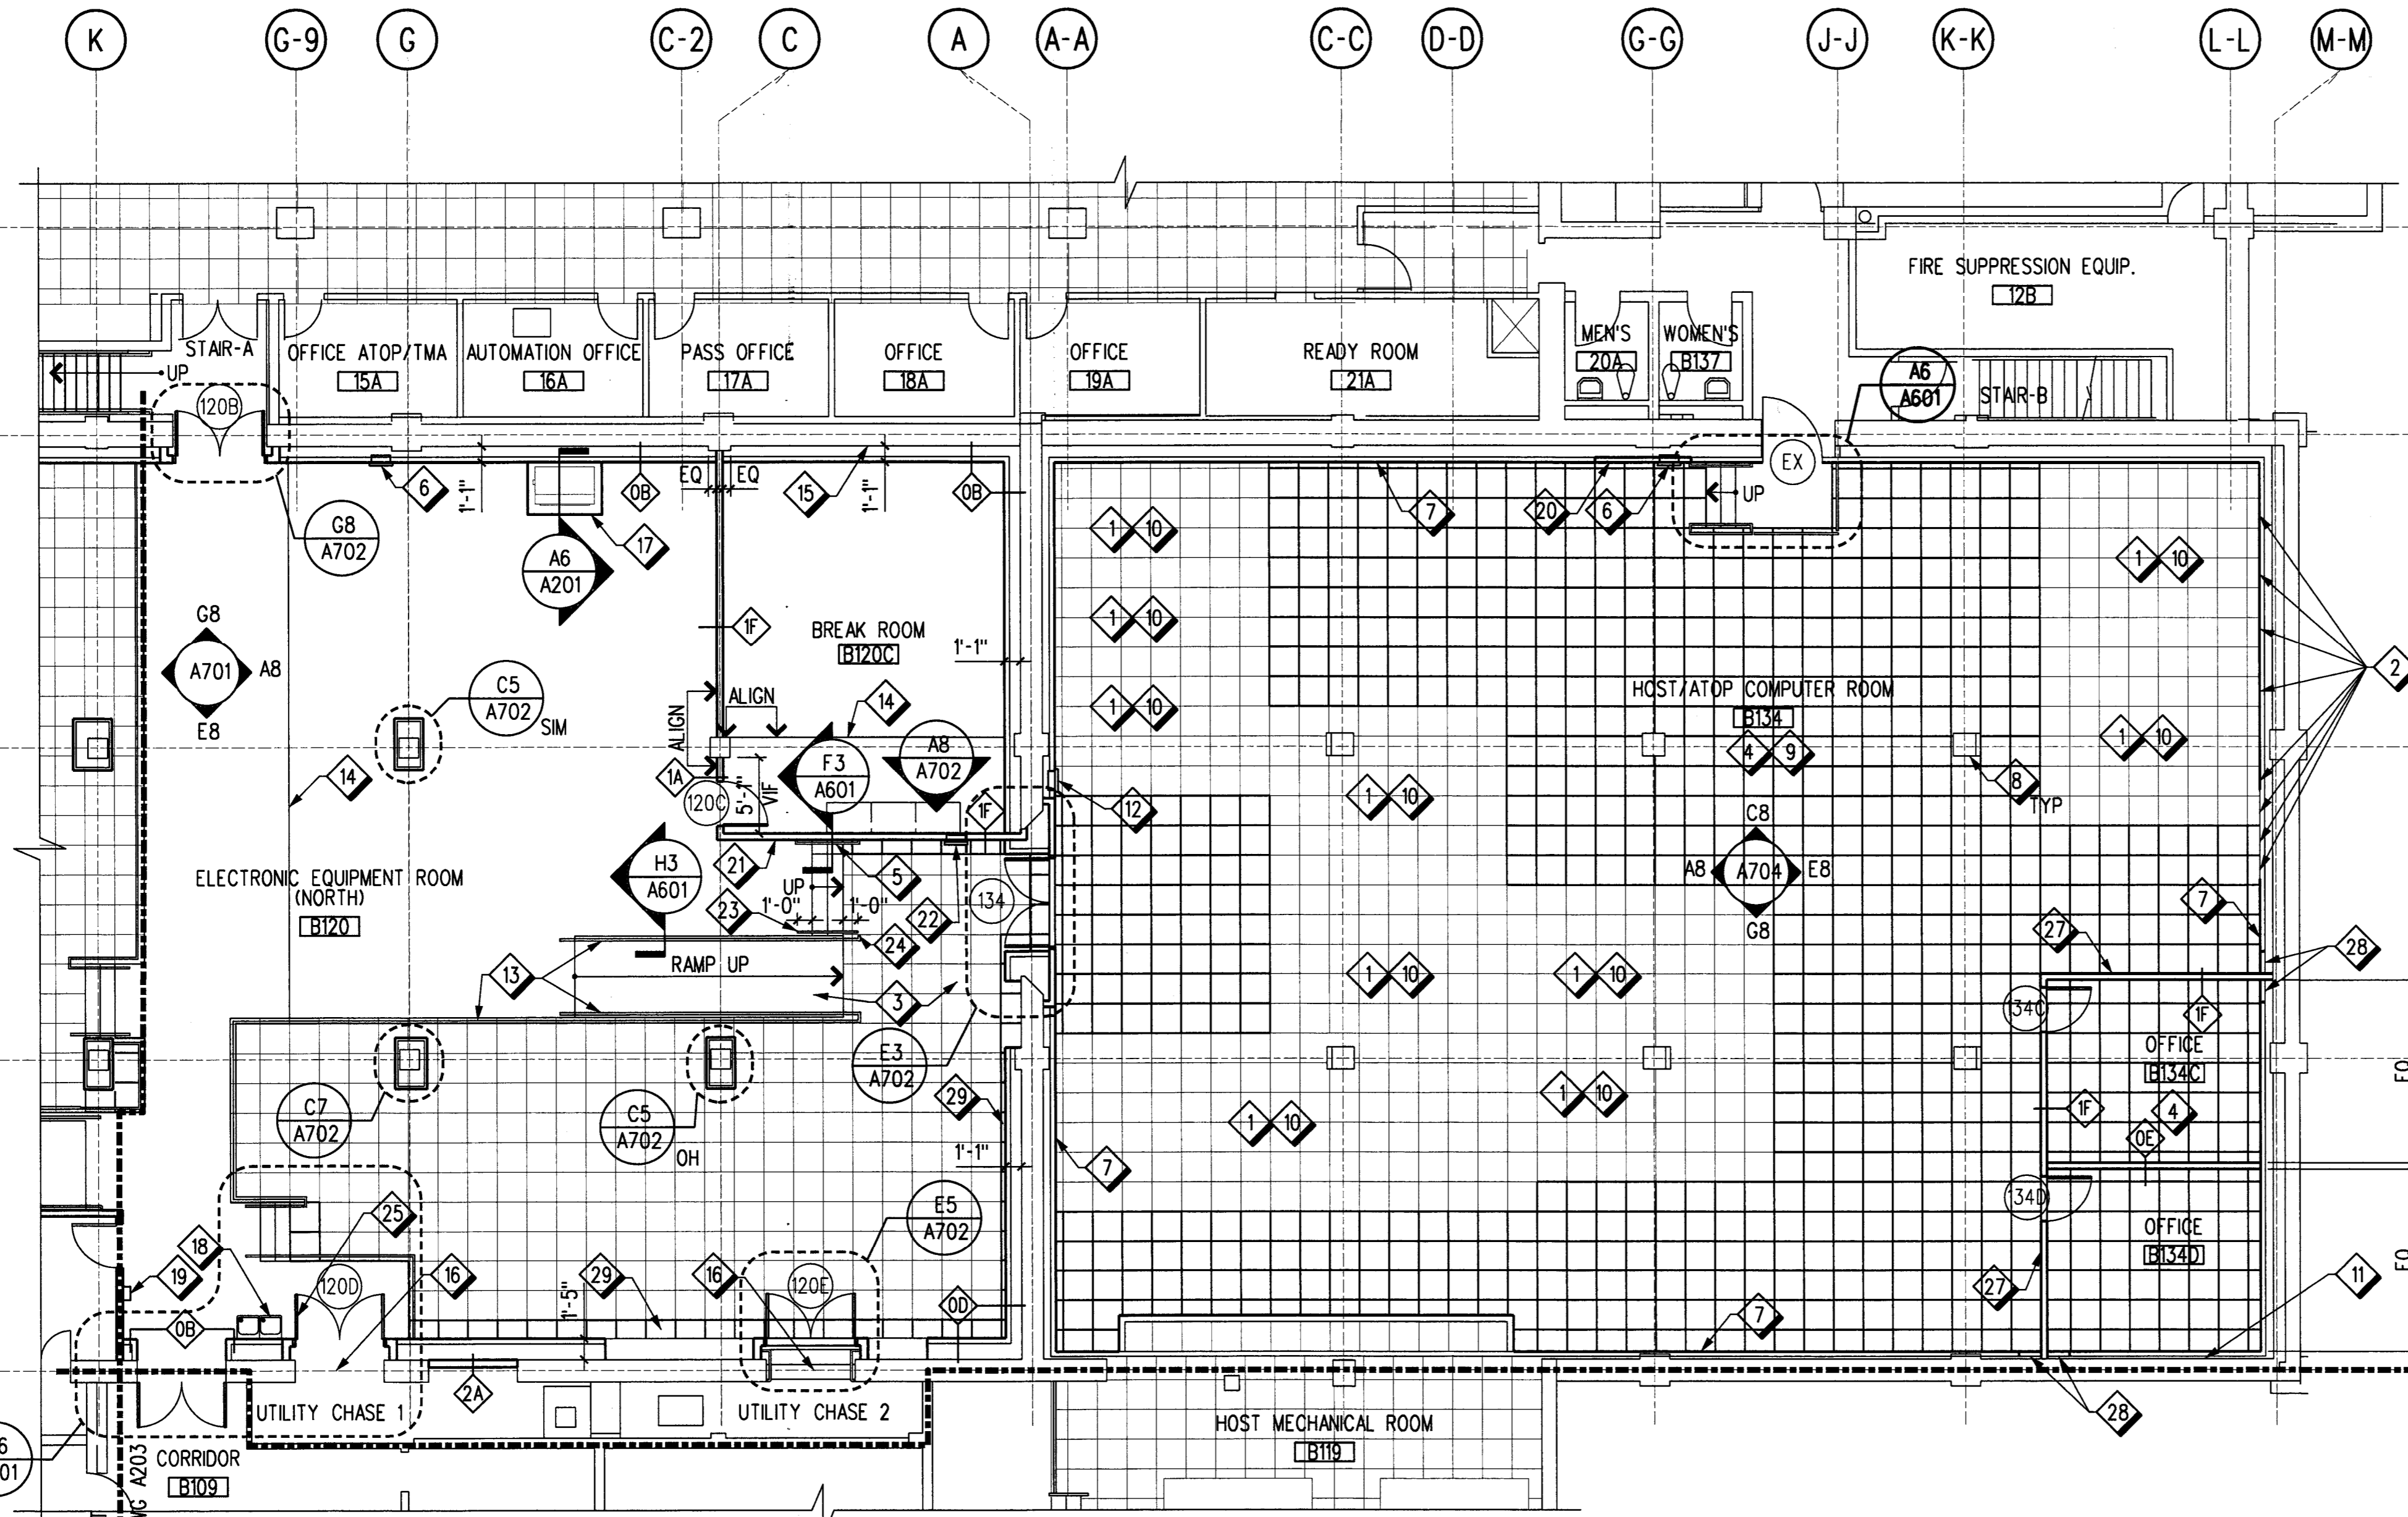 K G-9 G C-2 C A A-A C-C D-D G-G J-J K-K L-L M-M
FIRE SUPPRESSION EQUIP.
12B
STAIR-A
UP
OFFICE ATOP/TMA
15A
AUTOMATION OFFICE
16A
PASS OFFICE
17A
OFFICE
18A
OFFICE
19A
READY ROOM
21A
MEN'S
20A
WOMEN'S
B137
A6
A601
STAIR-B
120B
6
1'-1"
0B
EQ
EQ
15
1'-1"
0B
7
20
6
UP
EX
G8
A702
17
A6
A201
1 10
1 10
1 10
1 10
2
G8
A701
A8
E8
C5
A702
SIM
1F
BREAK ROOM
B120C
1'-1"
ALIGN
ALIGN
14
HOST/ATOP COMPUTER ROOM
B134
4 9
1 10
8
TYP
14
1A
120C
5'-1"
VIF
F3
A601
A8
A702
1F
12
1 10
C8
A8
A704
E8
G8
ELECTRONIC EQUIPMENT ROOM
(NORTH)
B120
H3
A601
21
UP
5
1'-0"
1'-0"
23
22
24
134
7
27
28
13
RAMP UP
3
1 10
1 10
134C
1F
OFFICE
B134C
4
1F
0E
EQ
C7
A702
C5
A702
OH
E3
A702
29
1'-1"
7
1 10
1 10
134D
OFFICE
B134D
EQ
25
18
19
120D
16
29
1'-5"
16
120E
E5
A702
0D
27
7
11
0B
2A
28
UTILITY CHASE 1
UTILITY CHASE 2
HOST MECHANICAL ROOM
B119
CORRIDOR
B109
A203
6
01